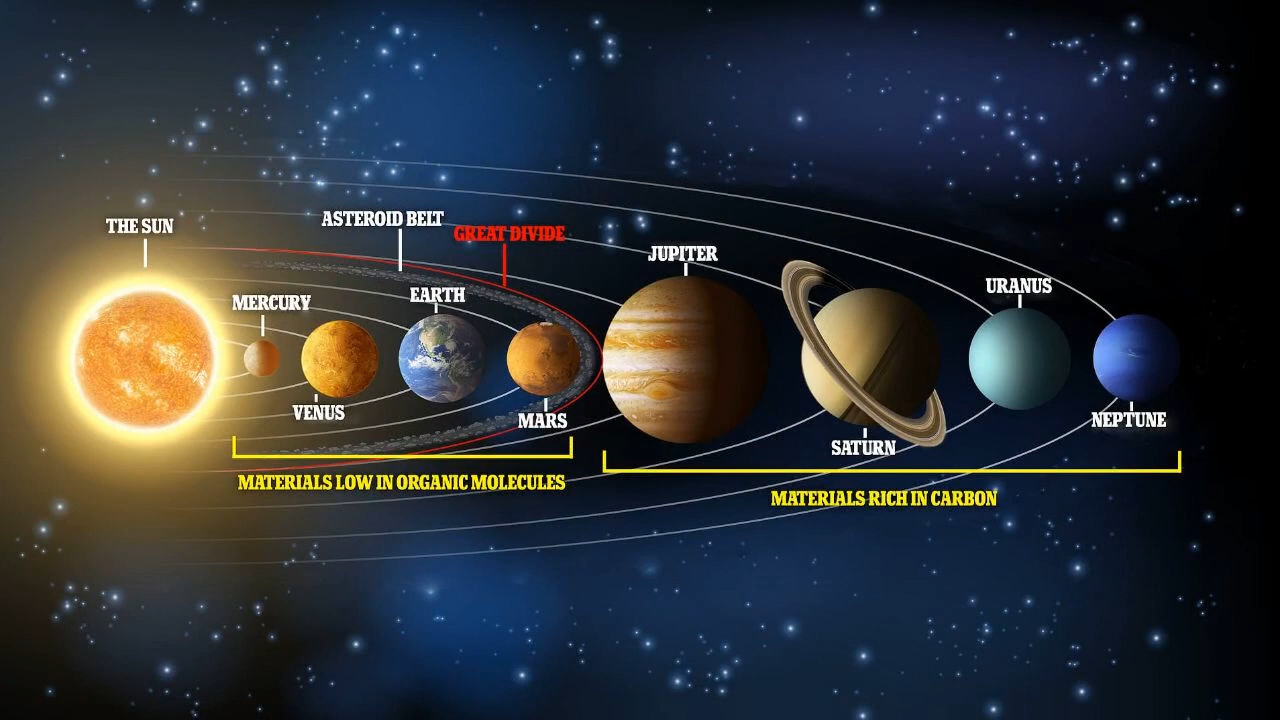 THE SUN
ASTEROID BELT
GREAT DIVIDE
JUPITER
MERCURY
EARTH
URANUS
VENUS
MARS
SATURN
NEPTUNE
MATERIALS LOW IN ORGANIC MOLECULES
MATERIALS RICH IN CARBON